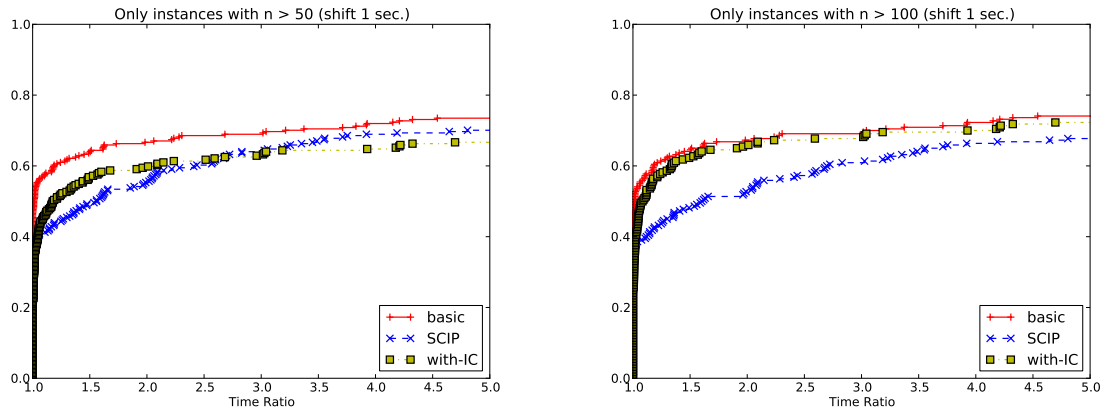 Only instances with n > 50 (shift 1 sec.)
1.0
0.8
0.6
0.4
0.2
0.0
1.0 1.5 2.0 2.5 3.0 3.5 4.0 4.5 5.0
Time Ratio
basic
SCIP
with-IC
Only instances with n > 100 (shift 1 sec.)
1.0
0.8
0.6
0.4
0.2
0.0
1.0 1.5 2.0 2.5 3.0 3.5 4.0 4.5 5.0
Time Ratio
basic
SCIP
with-IC